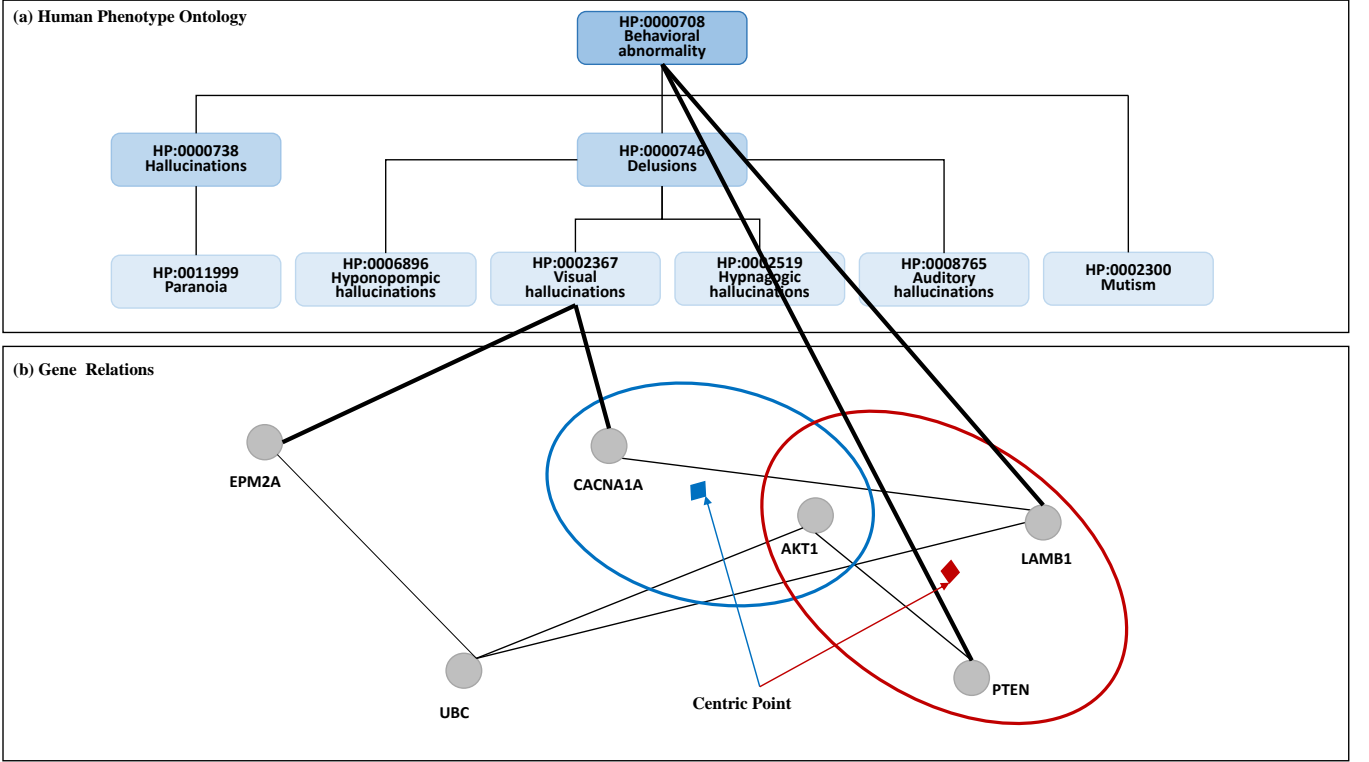 (a) Human Phenotype Ontology
HP:0000708
Behavioral
abnormality
HP:0000738
Hallucinations
HP:0000746
Delusions
HP:0011999
Paranoia
HP:0006896
Hyponopompic
hallucinations
HP:0002367
Visual
hallucinations
HP:0002519
Hypnagogic
hallucinations
HP:0008765
Auditory
hallucinations
HP:0002300
Mutism
(b) Gene Relations
EPM2A
CACNA1A
AKT1
LAMB1
UBC
PTEN
Centric Point